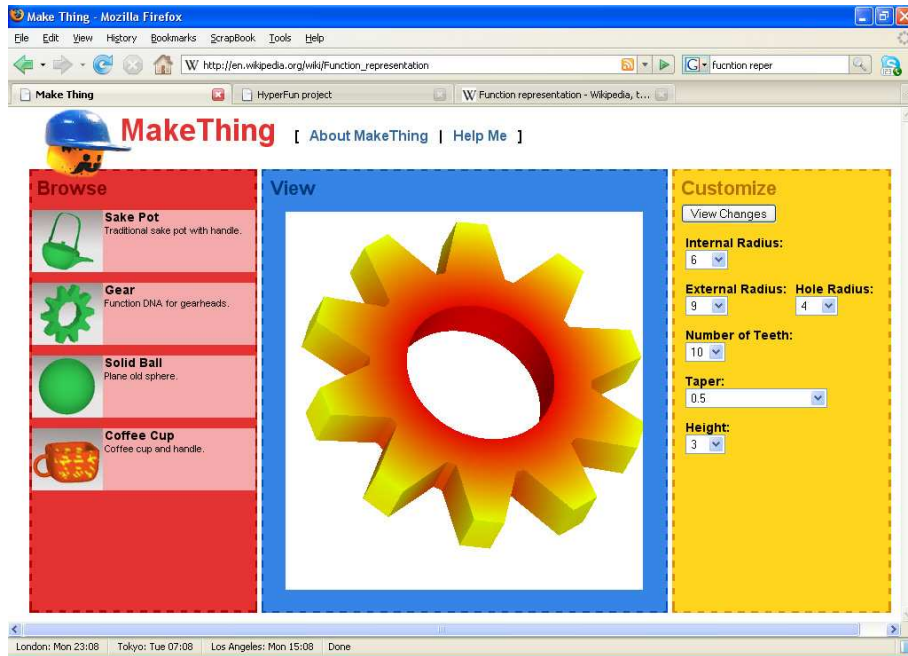 Make Thing - Mozilla Firefox
File Edit View History Bookmarks ScrapBook Tools Help
W http://en.wikipedia.org/wiki/Function_representation G fucntion reper
Make Thing HyperFun project W Function representation - Wikipedia, t...
MakeThing [ About MakeThing | Help Me ]
Browse
Sake Pot
Traditional sake pot with handle.
Gear
Function DNA for gearheads.
Solid Ball
Plane old sphere.
Coffee Cup
Coffee cup and handle.
View
Customize
View Changes
Internal Radius:
6
External Radius: Hole Radius:
9 4
Number of Teeth:
10
Taper:
0.5
Height:
3
London: Mon 23:08 Tokyo: Tue 07:08 Los Angeles: Mon 15:08 Done